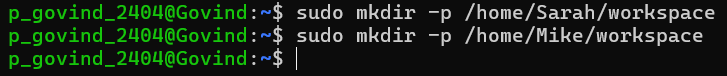 p_govind_2404@Govind:~$ sudo mkdir -p /home/Sarah/workspace
p_govind_2404@Govind:~$ sudo mkdir -p /home/Mike/workspace
p_govind_2404@Govind:~$